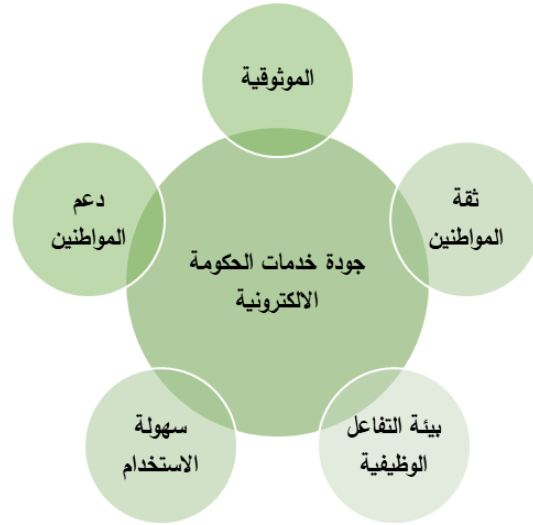 الموثوقية
ثقة
المواطنين
بيئة التفاعل
الوظيفية
سهولة
الاستخدام
دعم
المواطنين
جودة خدمات الحكومة
الالكترونية